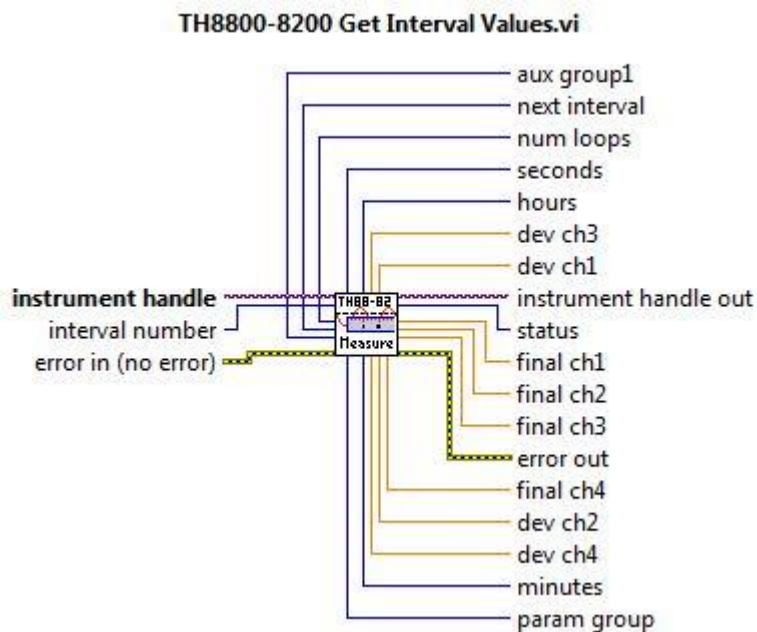 TH8800-8200 Get Interval Values.vi
aux group1
next interval
num loops
seconds
hours
dev ch3
dev ch1
instrument handle
TH88-82
instrument handle out
interval number
status
Measure
error in (no error)
final ch1
final ch2
final ch3
error out
final ch4
dev ch2
dev ch4
minutes
param group